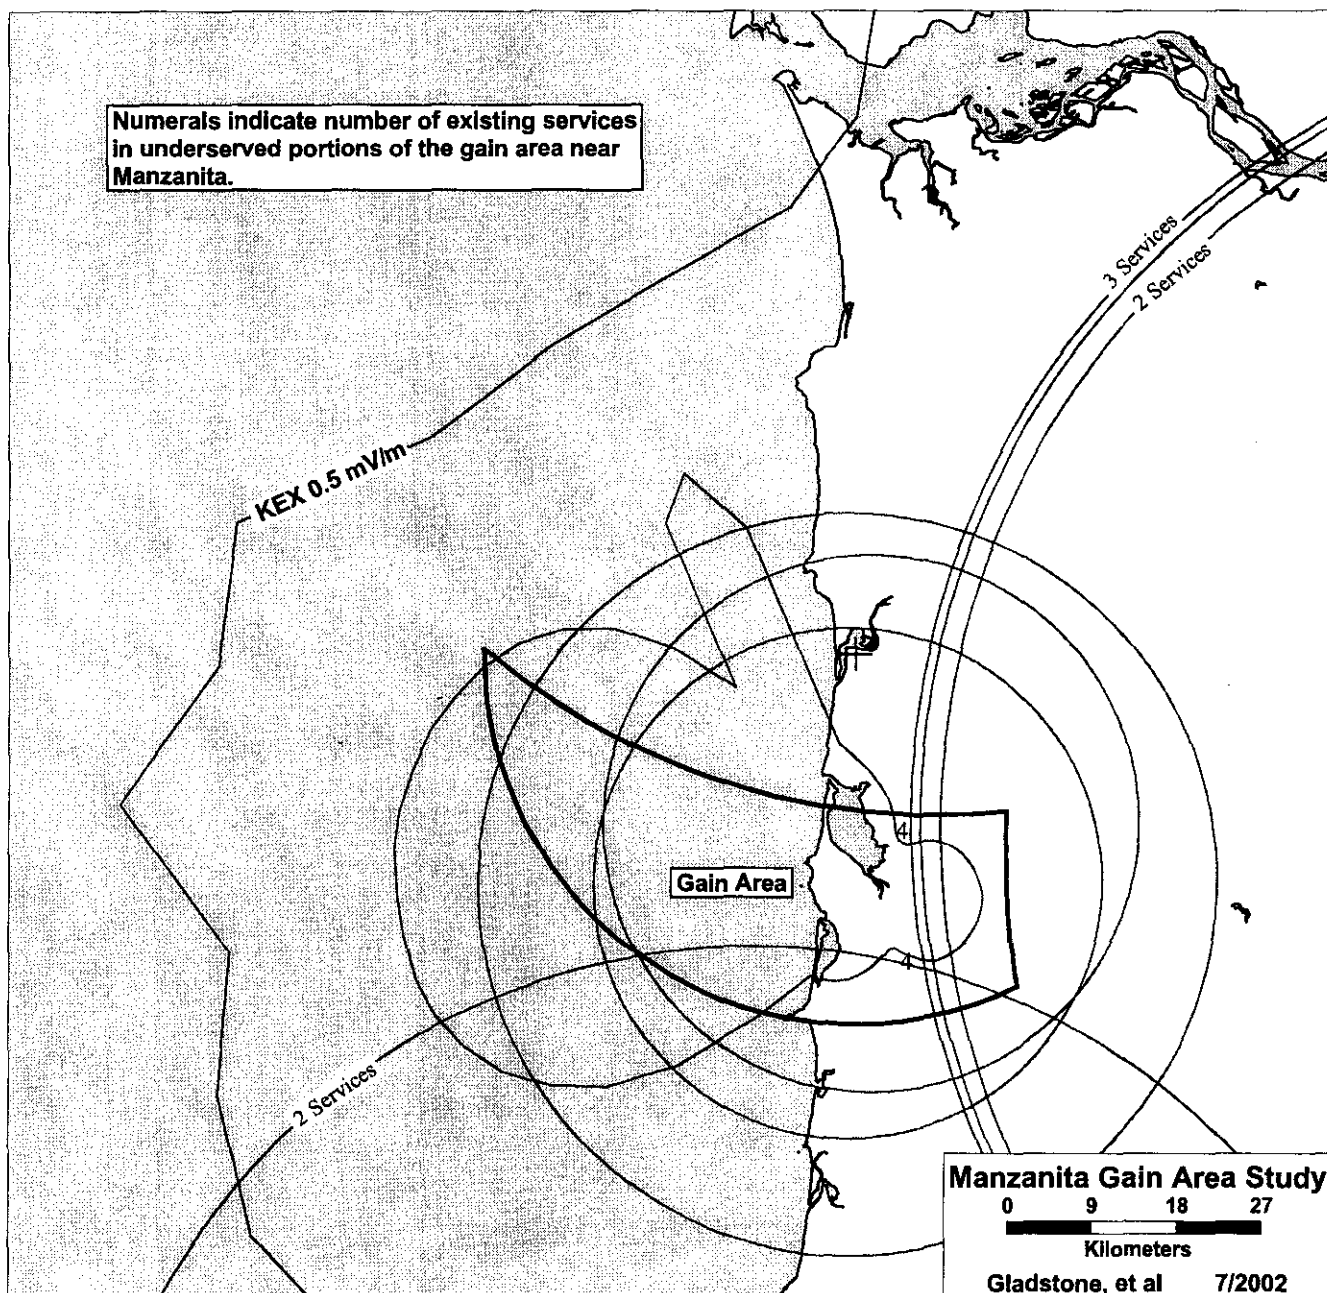 Numerals indicate number of existing services
in underserved portions of the gain area near
Manzanita.
3 Services
2 Services
KEX 0.5 mV/m
4
Gain Area
4
2 Services
Manzanita Gain Area Study
0 9 18 27
Kilometers
Gladstone, et al 7/2002